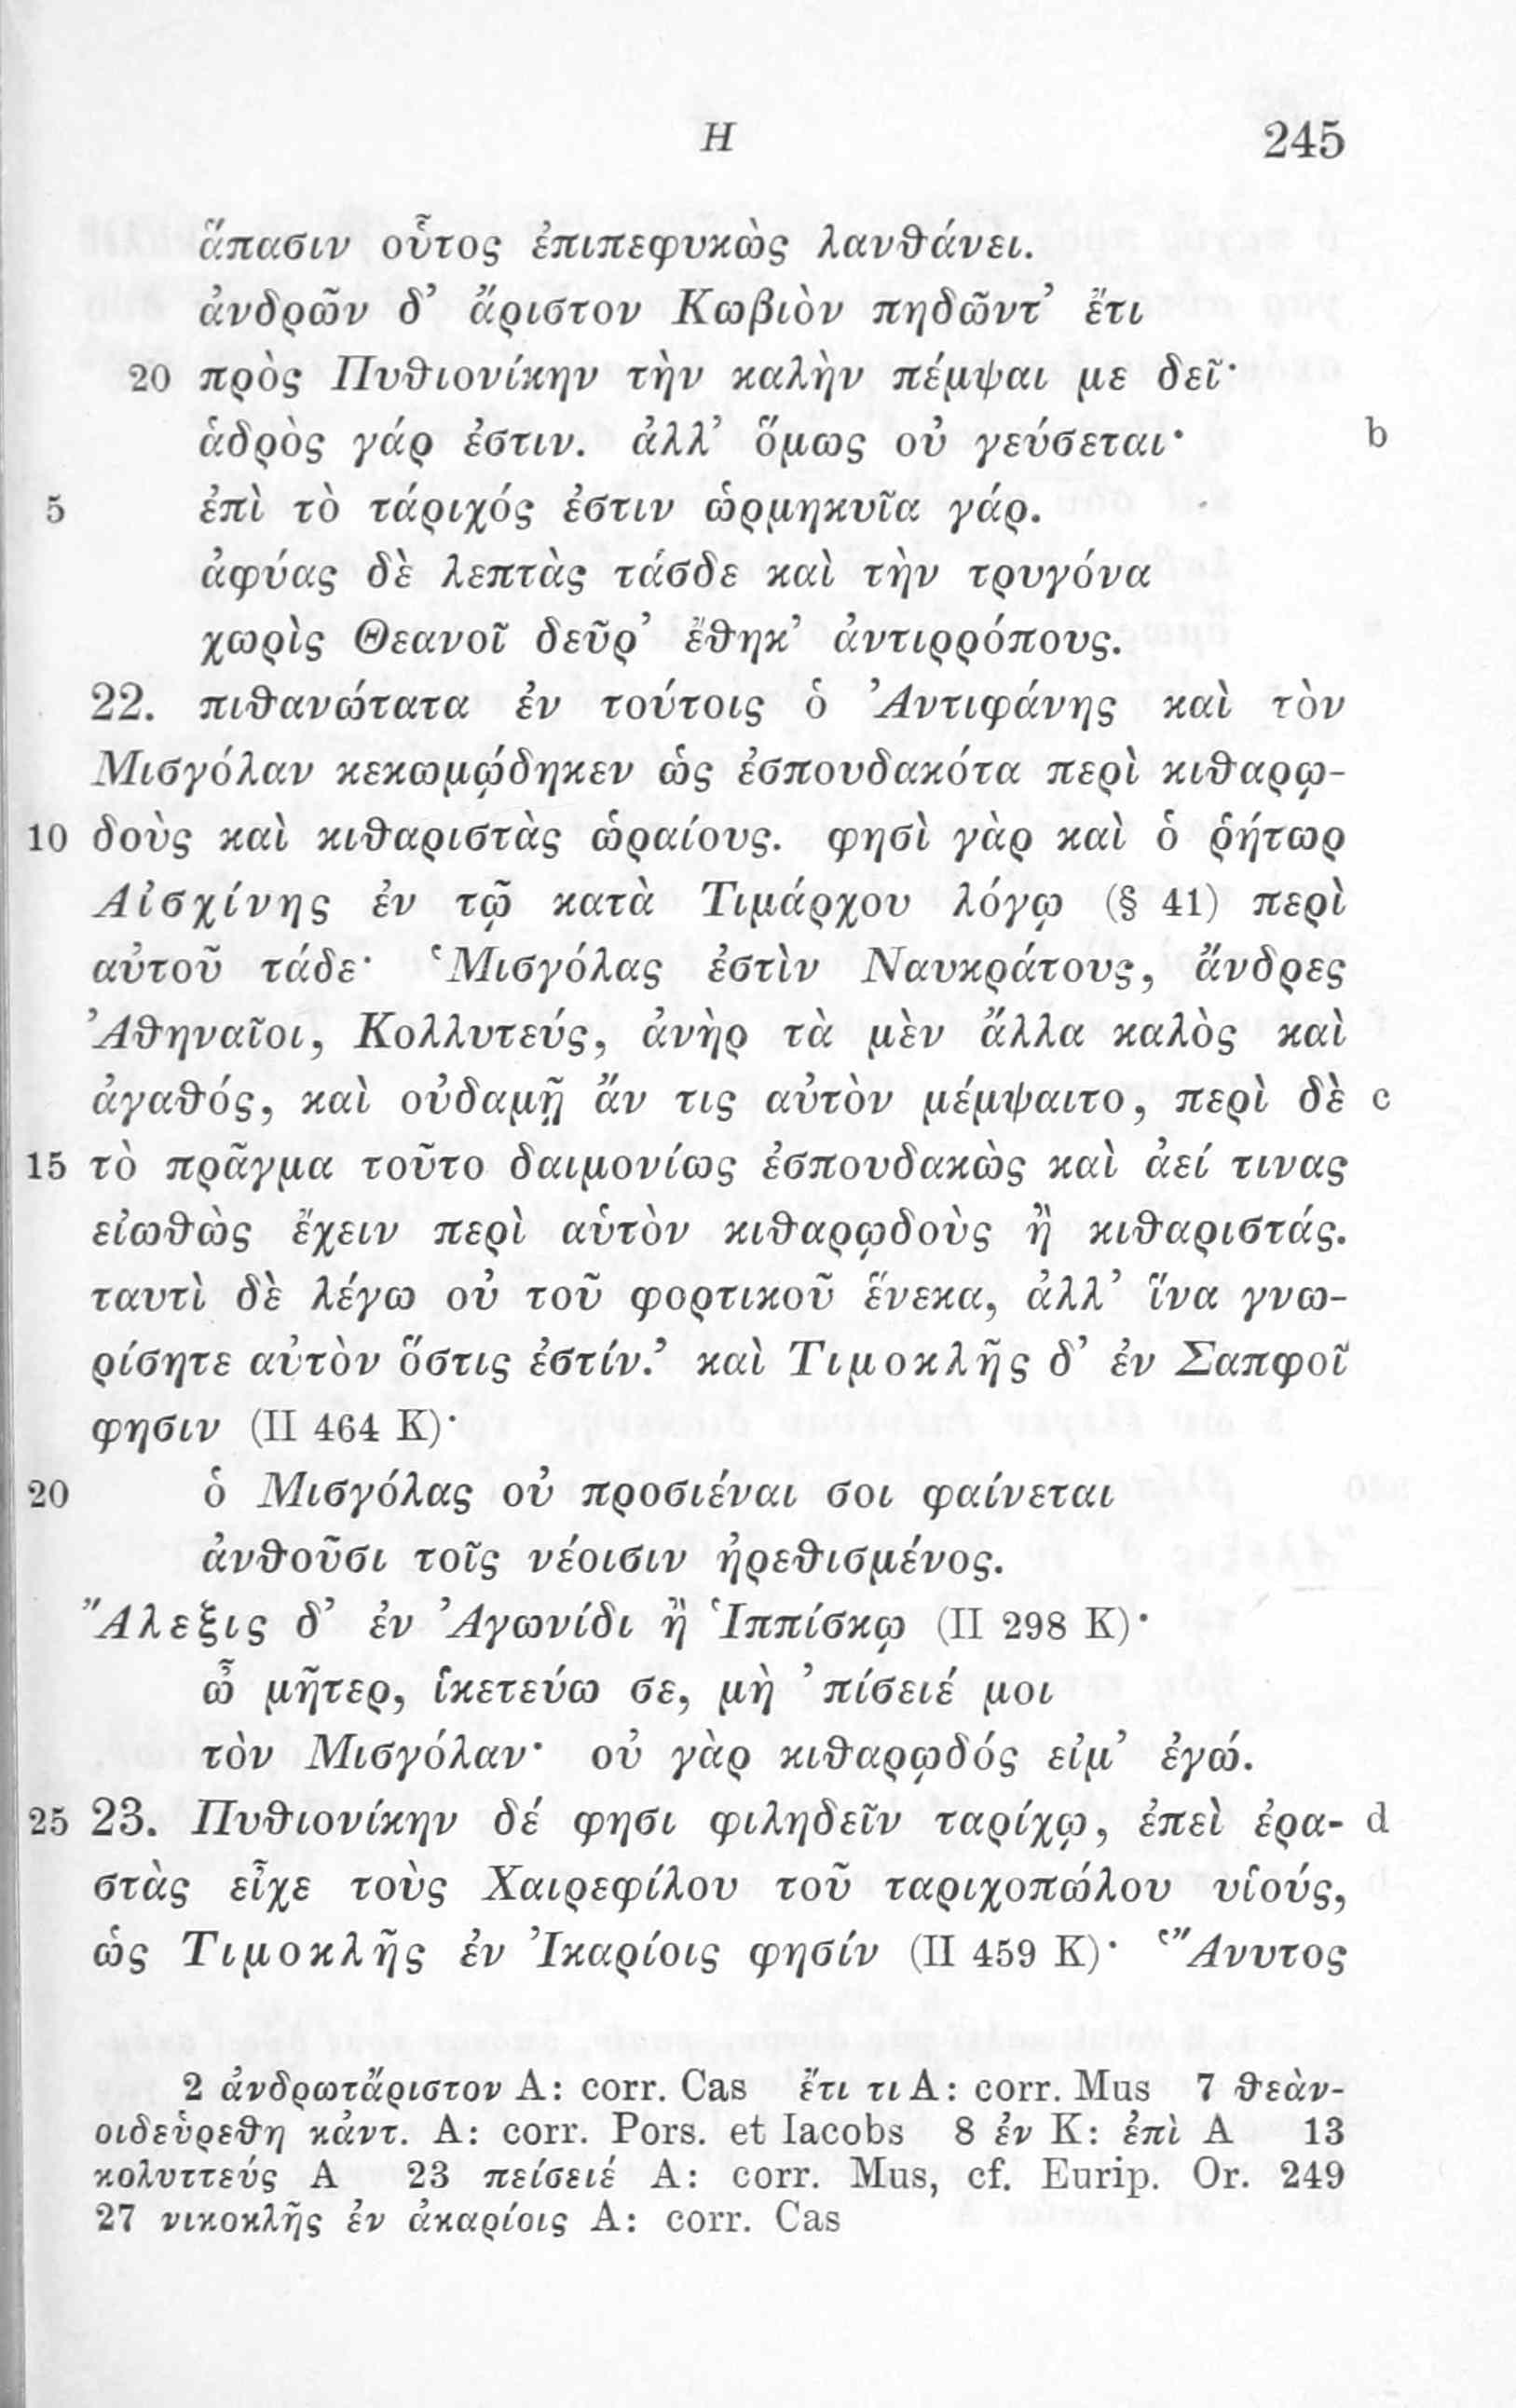 Η 245
ἅπασιν οὗτος ἐπιπεφυκὼς λανθάνει.
ἀνδρῶν δ’ ἄριστον Κωβιὸν πηδῶντ’ ἔτι
20 πρὸς Πυθιονίκην τὴν καλὴν πέμψαι με δεῖ·
ἁδρὸς γάρ ἐστιν. ἀλλ’ ὅμως οὐ γεύσεται· b
5 ἐπὶ τὸ τάριχός ἐστιν ὡρμηκυῖα γάρ.
ἀφύας δὲ λεπτὰς τάσδε καὶ τὴν τρυγόνα
χωρὶς Θεανοῖ δεῦρ’ ἔθηκ’ ἀντιρρόπους.
22. πιθανώτατα ἐν τούτοις ὁ Ἀντιφάνης καὶ τὸν
Μισγόλαν κεκωμῴδηκεν ὡς ἐσπουδακότα περὶ κιθαρῳ-
10 δοὺς καὶ κιθαριστὰς ὡραίους. φησὶ γὰρ καὶ ὁ ῥήτωρ
Αἰσχίνης ἐν τῷ κατὰ Τιμάρχου λόγῳ (§ 41) περὶ
αὐτοῦ τάδε· ‘Μισγόλας ἐστὶν Ναυκράτους, ἄνδρες
Ἀθηναῖοι, Κολλυτεύς, ἀνὴρ τὰ μὲν ἄλλα καλὸς καὶ
ἀγαθός, καὶ οὐδαμῇ ἄν τις αὐτὸν μέμψαιτο, περὶ δὲ c
15 τὸ πρᾶγμα τοῦτο δαιμονίως ἐσπουδακὼς καὶ ἀεί τινας
εἰωθὼς ἔχειν περὶ αὑτὸν κιθαρῳδοὺς ἢ κιθαριστάς.
ταυτὶ δὲ λέγω οὐ τοῦ φορτικοῦ ἕνεκα, ἀλλ’ ἵνα γνω-
ρίσητε αὐτὸν ὅστις ἐστίν.’ καὶ Τιμοκλῆς δ’ ἐν Σαπφοῖ
φησιν (II 464 K)·
20 ὁ Μισγόλας οὐ προσιέναι σοι φαίνεται
ἀνθοῦσι τοῖς νέοισιν ἠρεθισμένος.
Ἄλεξις δ’ ἐν Ἀγωνίδι ἢ Ἱππίσκῳ (II 298 K)·
ὦ μῆτερ, ἱκετεύω σε, μὴ ’πίσειέ μοι
τὸν Μισγόλαν· οὐ γὰρ κιθαρῳδός εἰμ’ ἐγώ.
25 23. Πυθιονίκην δέ φησι φιληδεῖν ταρίχῳ, ἐπεὶ ἐρα- d
στὰς εἶχε τοὺς Χαιρεφίλου τοῦ ταριχοπώλου υἱούς,
ὡς Τιμοκλῆς ἐν Ἰκαρίοις φησίν (II 459 K)· ‘Ἄνυτος
2 ἀνδρωτἄριστον A: corr. Cas ἔτι τι A: corr. Mus 7 θεὰν-
οιδεὑρεθη κἀντ. A: corr. Pors. et Iacobs 8 ἐν K: ἐπὶ A 13
κολυττεύς A 23 πείσειέ A: corr. Mus, cf. Eurip. Or. 249
27 νικοκλῆς ἐν ἀκαρίοις A: corr. Cas